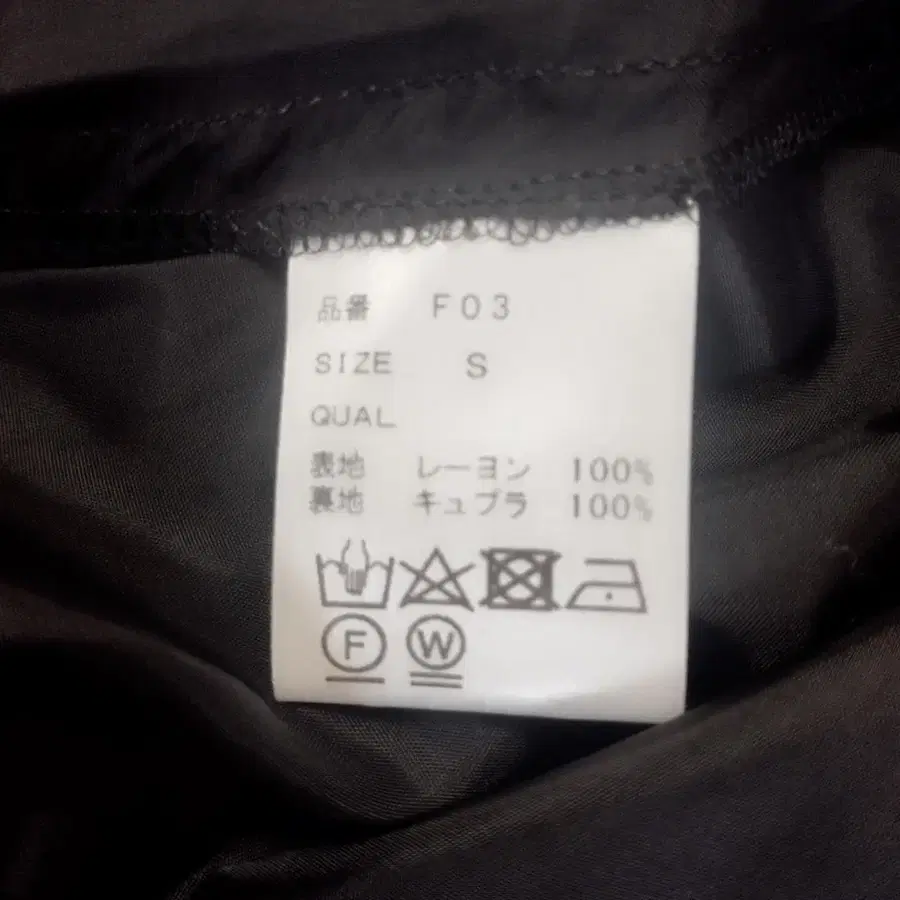 品番 F03
SIZE S
QUAL
表地 レーヨン 100%
裏地 キュプラ 100%
F W